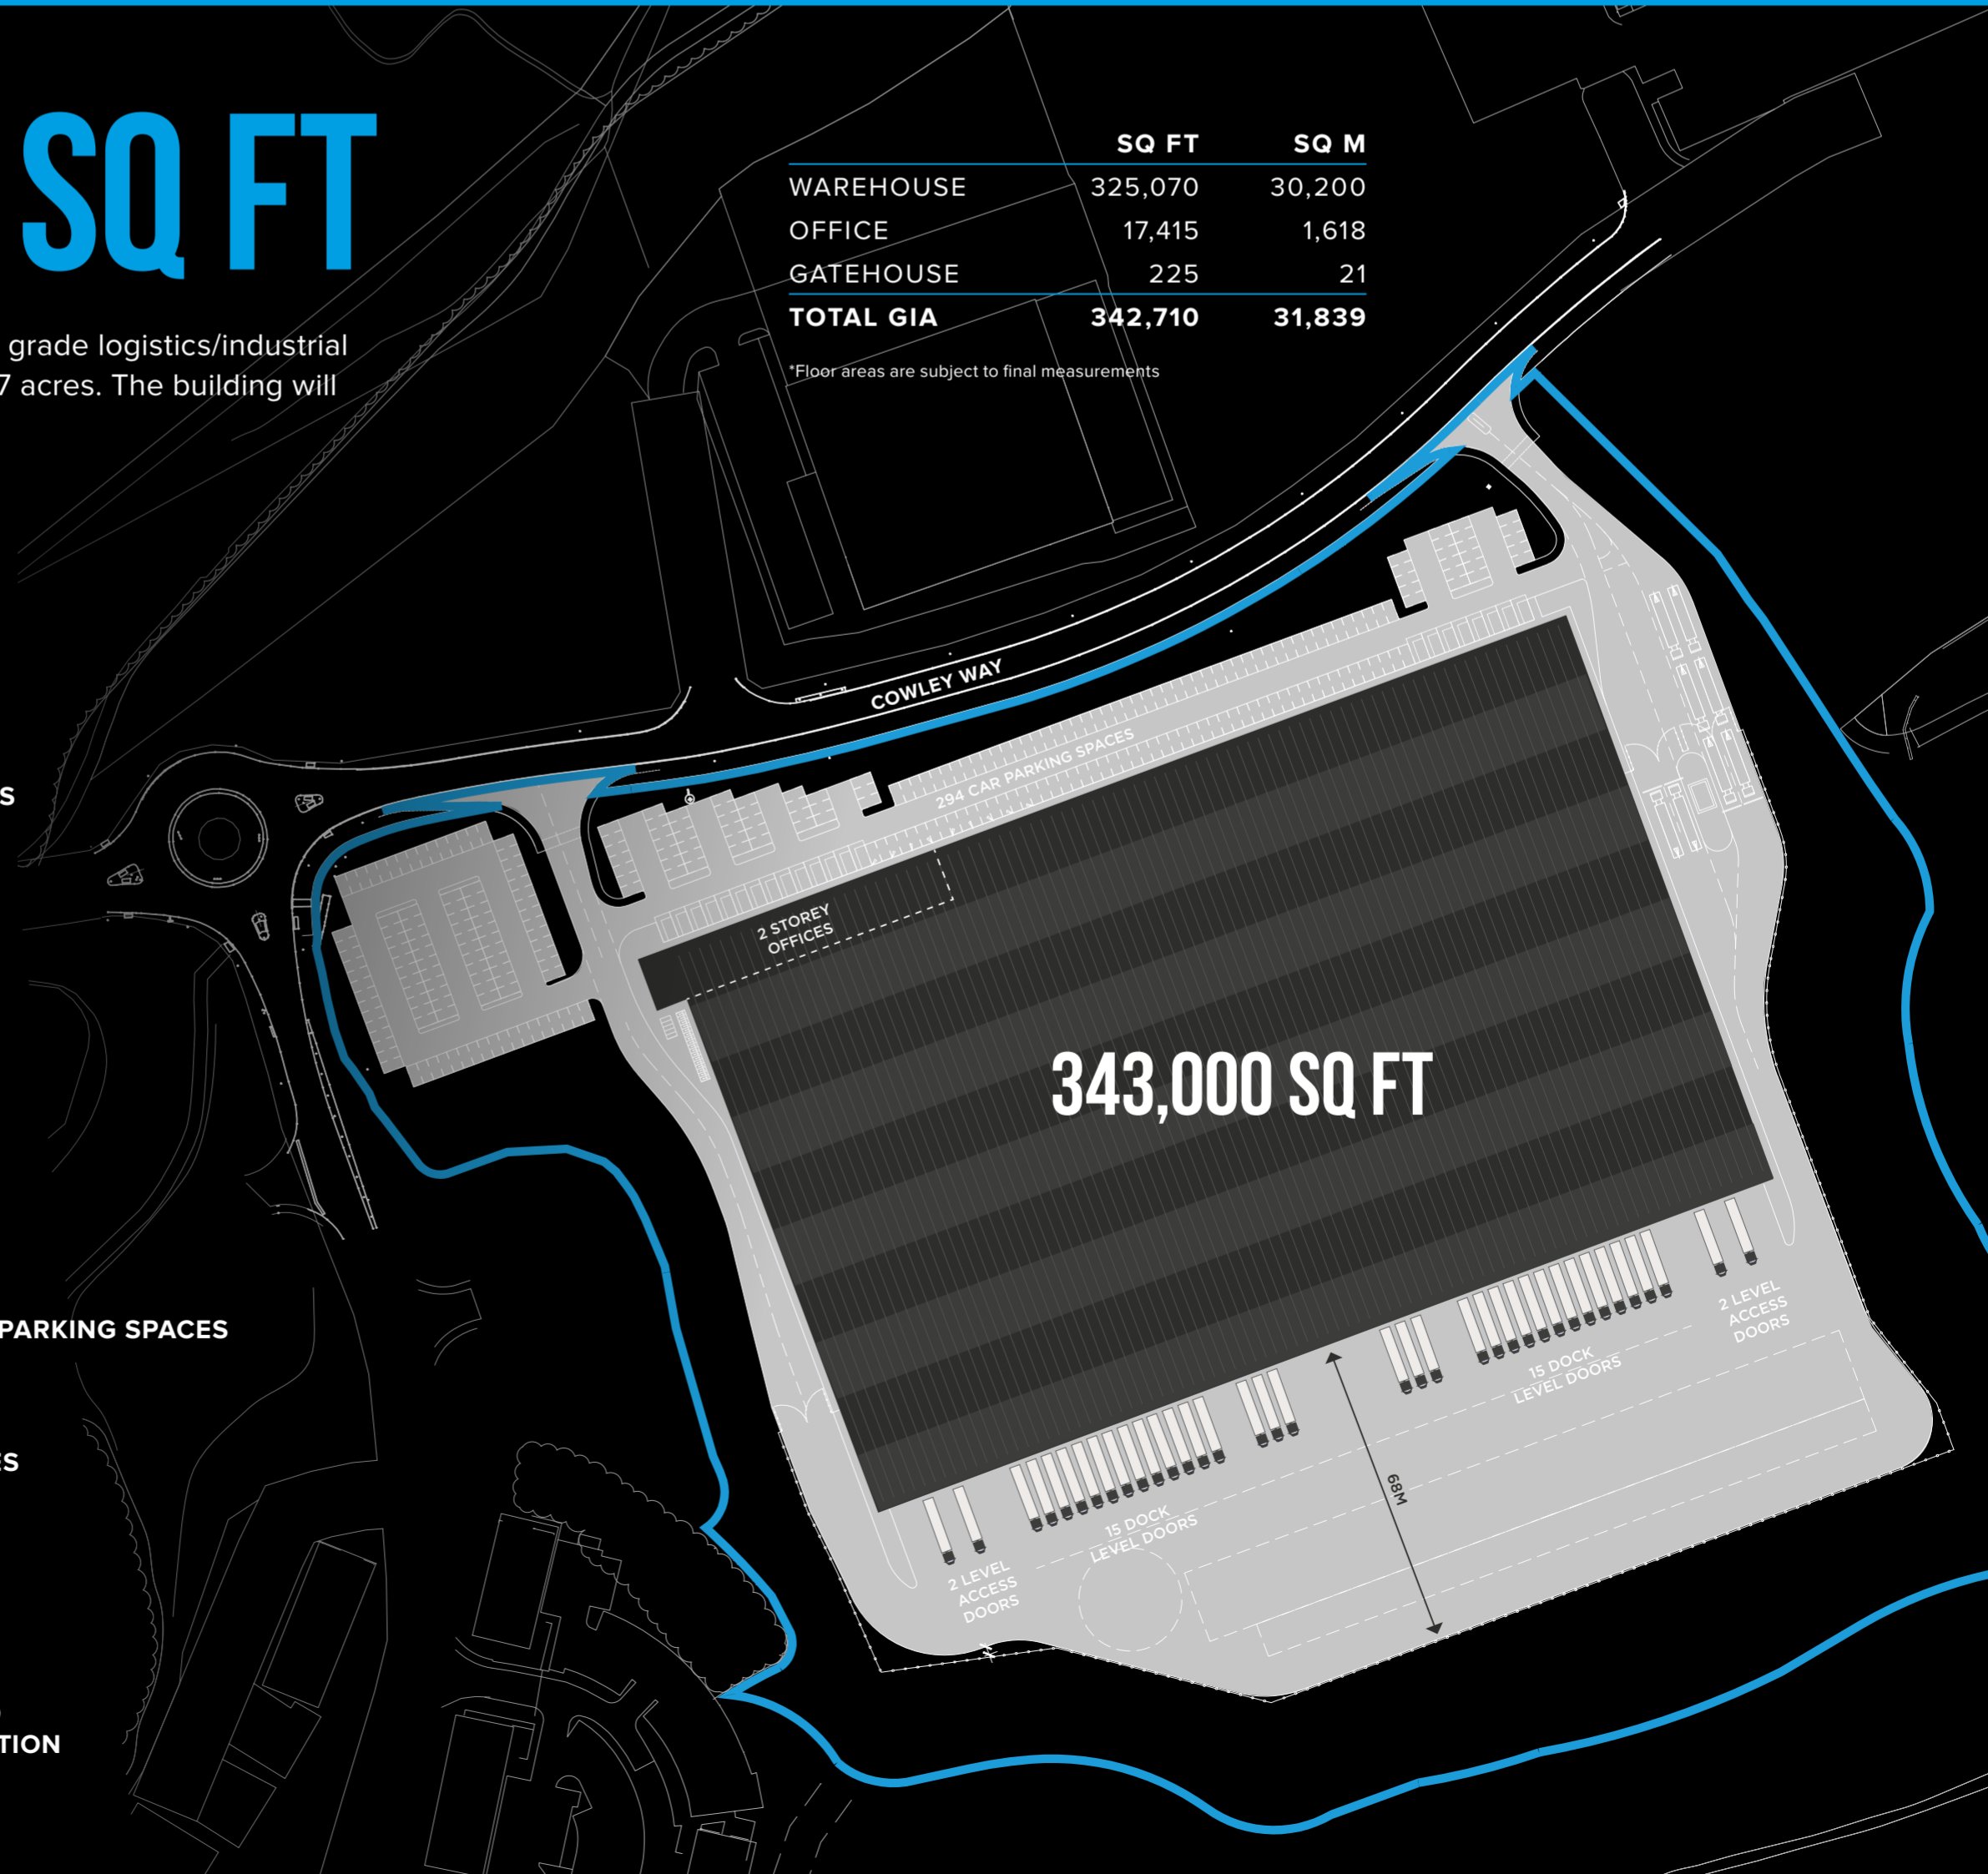 SQ FT
grade logistics/industrial
7 acres. The building will
SQ FT SQ M
WAREHOUSE 325,070 30,200
OFFICE 17,415 1,618
GATEHOUSE 225 21
TOTAL GIA 342,710 31,839
*Floor areas are subject to final measurements
COWLEY WAY
294 CAR PARKING SPACES
2 STOREY
OFFICES
343,000 SQ FT
S
PARKING SPACES
ES
TION
2 LEVEL
ACCESS
DOORS
15 DOCK
LEVEL DOORS
68M
15 DOCK
LEVEL DOORS
2 LEVEL
ACCESS
DOORS